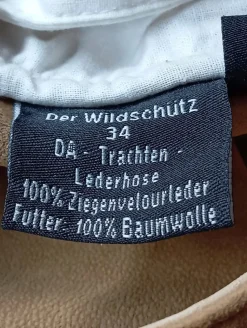 Der Wildschütz
34
DA - Trachten -
Lederhose
100% Ziegenvelourleder
Futter- 100% Baumwolle